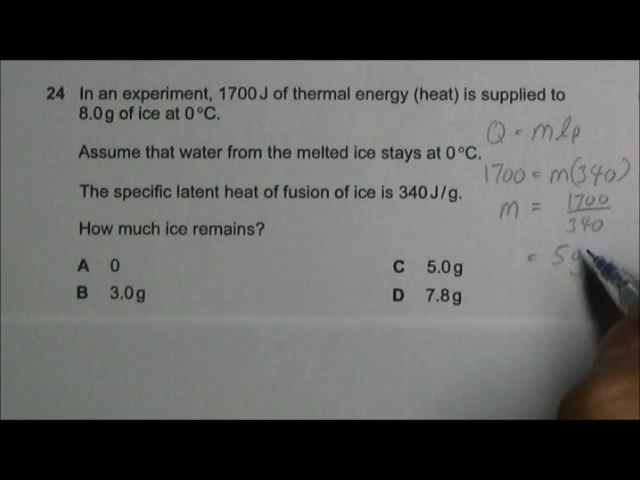 24 In an experiment, 1700 J of thermal energy (heat) is supplied to
8.0 g of ice at 0 °C.
Q = mlf
Assume that water from the melted ice stays at 0 °C.
1700 = m(340)
The specific latent heat of fusion of ice is 340 J / g.
m = 1700/340
How much ice remains?
= 5g
A 0
C 5.0 g
B 3.0 g
D 7.8 g